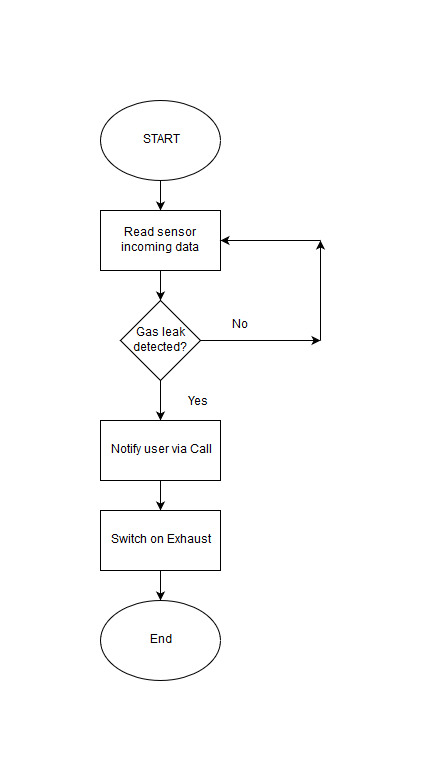 START
Read sensor
incoming data
Gas leak
detected?
No
Yes
Notify user via Call
Switch on Exhaust
End